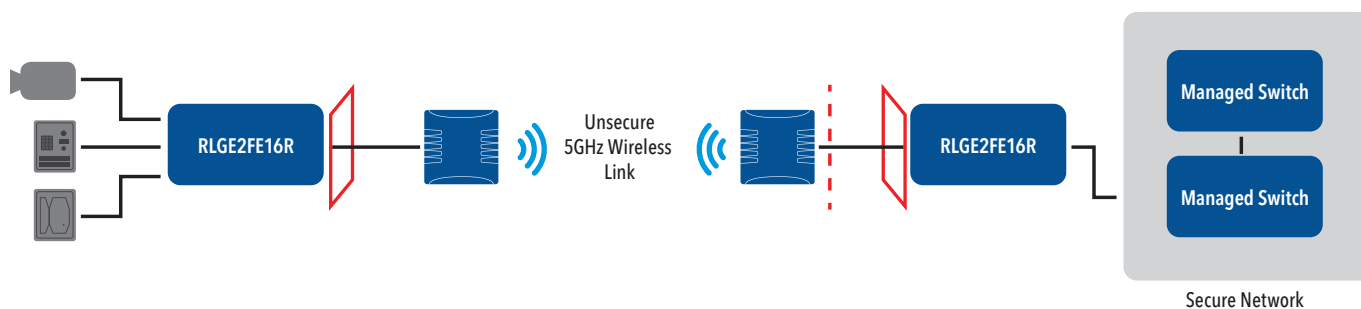 RLGE2FE16R
Unsecure
5GHz Wireless
Link
RLGE2FE16R
Managed Switch
Managed Switch
Secure Network